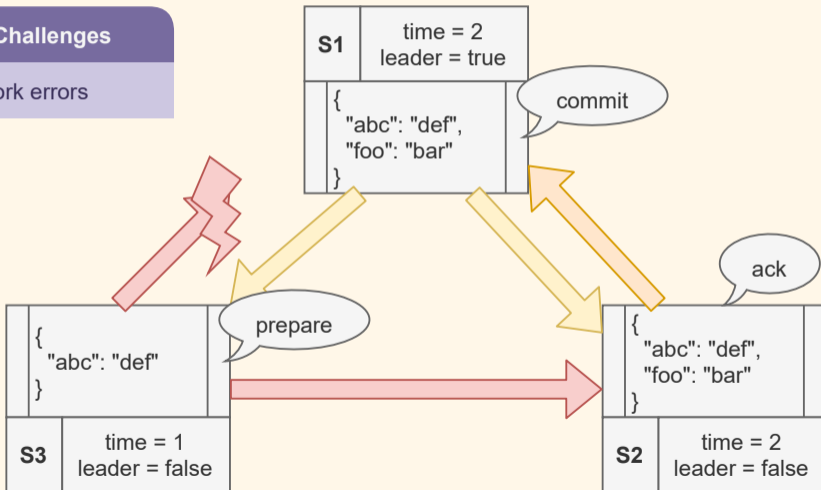 Challenges
ork errors
S1
time = 2
leader = true
{
"abc": "def",
"foo": "bar"
}
commit
ack
prepare
{
"abc": "def"
}
S3
time = 1
leader = false
{
"abc": "def",
"foo": "bar"
}
S2
time = 2
leader = false